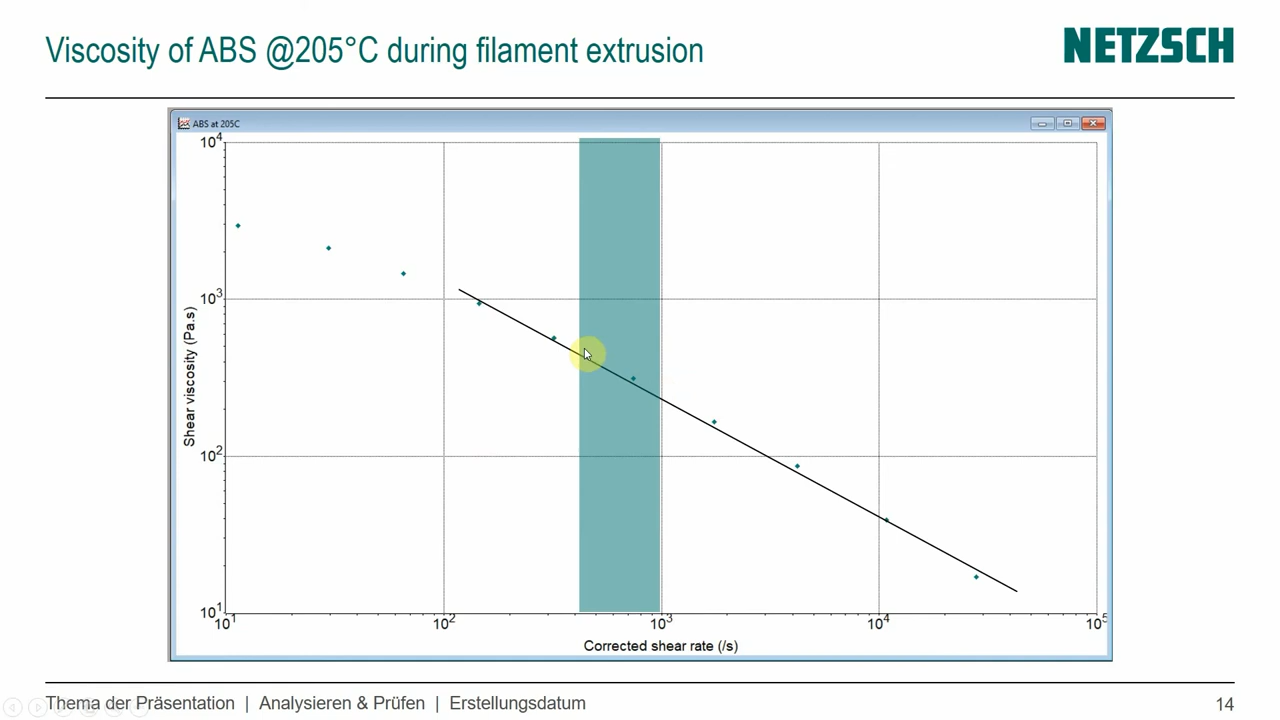 Viscosity of ABS @205°C during filament extrusion
NETZSCH
ABS at 205C
10⁴
10³
10²
10¹
Shear viscosity (Pa.s)
10¹ 10² 10³ 10⁴ 10⁵
Corrected shear rate (/s)
Thema der Präsentation | Analysieren & Prüfen | Erstellungsdatum
14